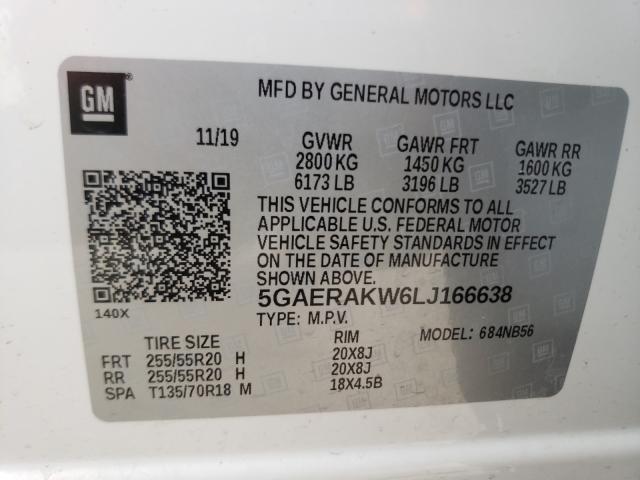 GM
MFD BY GENERAL MOTORS LLC
11/19 GVWR GAWR FRT GAWR RR
2800 KG 1450 KG 1600 KG
6173 LB 3196 LB 3527 LB
THIS VEHICLE CONFORMS TO ALL
APPLICABLE U.S. FEDERAL MOTOR
VEHICLE SAFETY STANDARDS IN EFFECT
ON THE DATE OF MANUFACTURE
SHOWN ABOVE.
5GAERAKW6LJ166638
140X
TYPE: M.P.V. MODEL: 684NB56
TIRE SIZE RIM
FRT 255/55R20 H 20X8J
RR 255/55R20 H 20X8J
SPA T135/70R18 M 18X4.5B